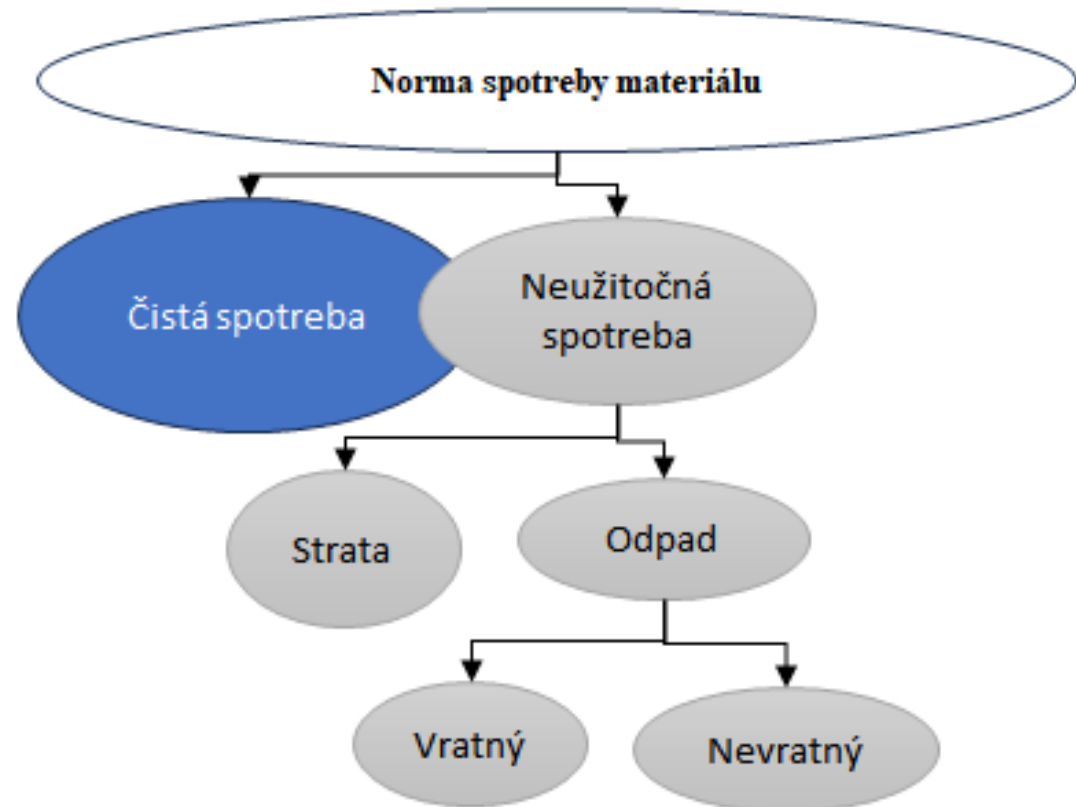 Norma spotreby materiálu
Čistá spotreba
Neužitočná
spotreba
Strata
Odpad
Vratný
Nevratný